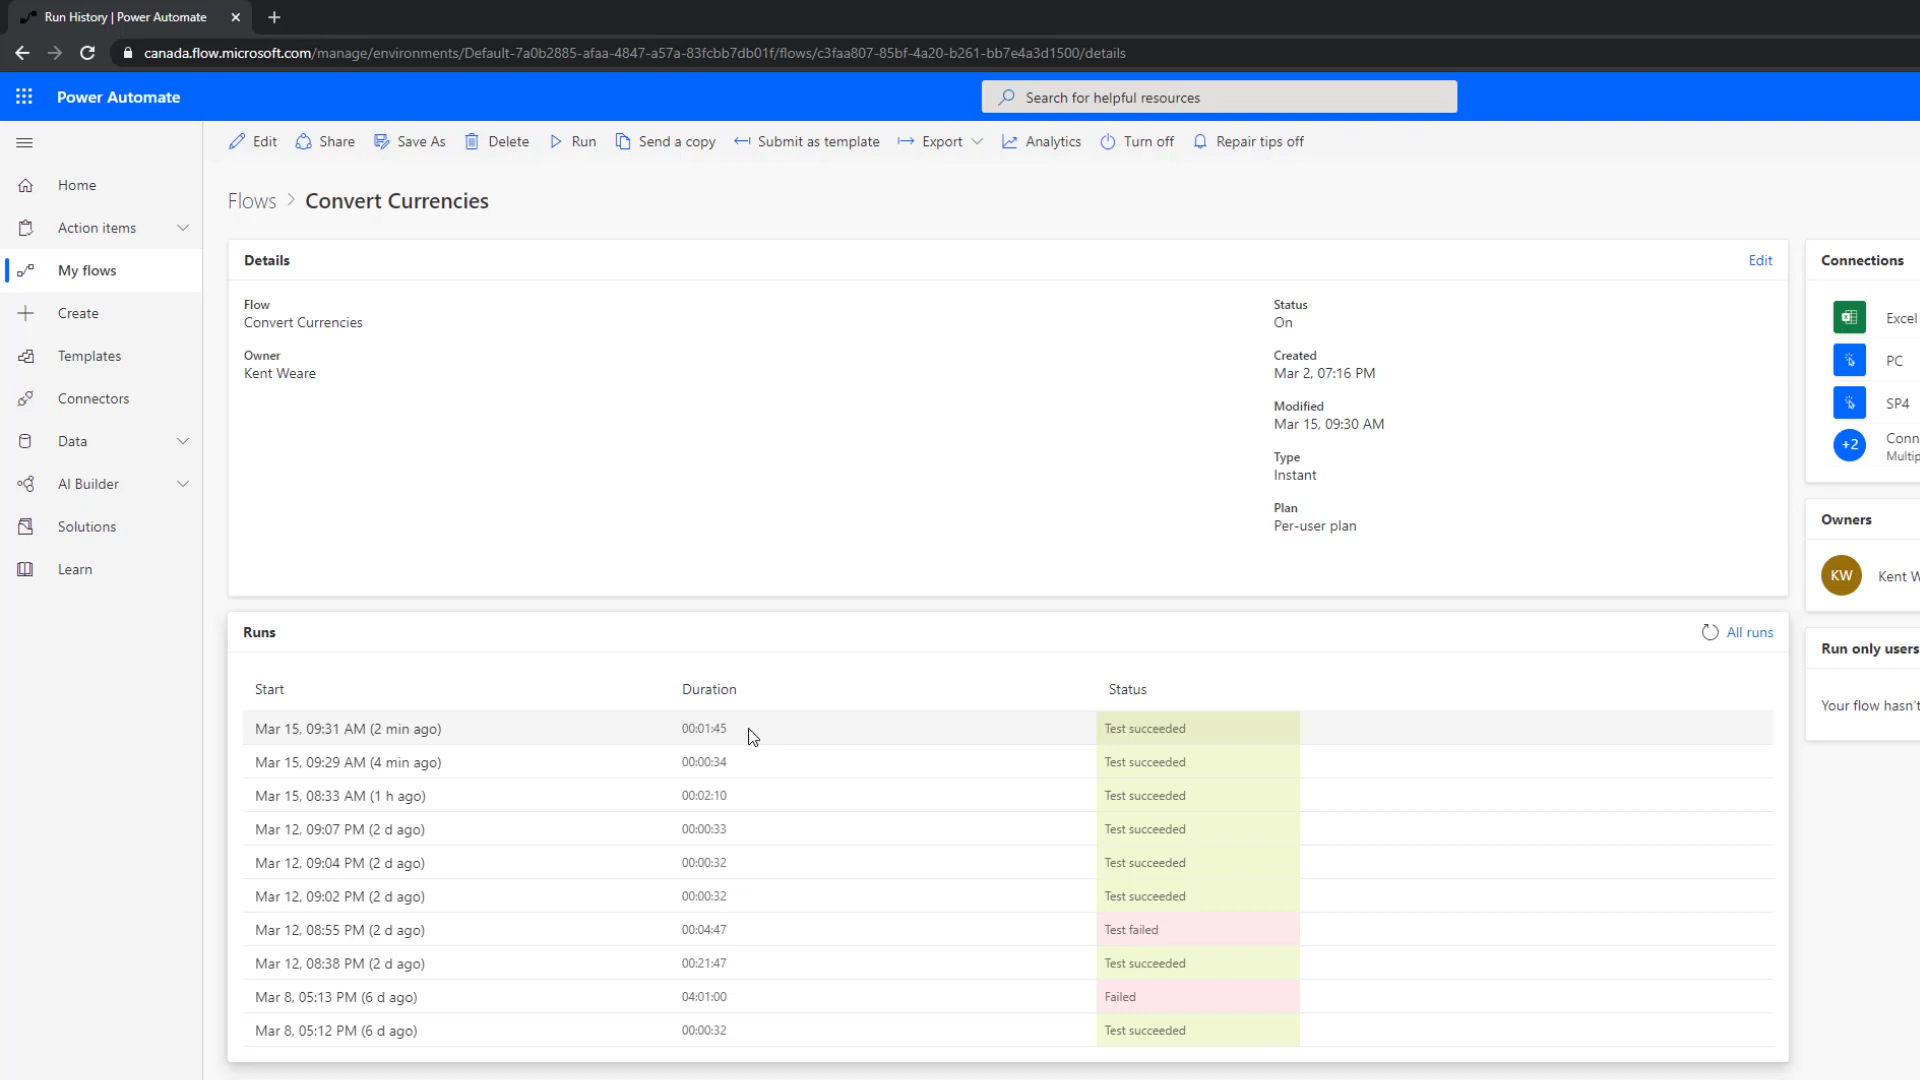 Run History | Power Automate
canada.flow.microsoft.com/manage/environments/Default-7a0b2885-afaa-4847-a57a-83fcbb7db01f/flows/c3faa807-85bf-4a20-b261-bb7e4a3d1500/details
Power Automate
Search for helpful resources
Edit Share Save As Delete Run Send a copy Submit as template Export Analytics Turn off Repair tips off
Home
Action items
My flows
Create
Templates
Connectors
Data
AI Builder
Solutions
Learn
Flows > Convert Currencies
Details Edit
Flow
Convert Currencies
Owner
Kent Weare
Status
On
Created
Mar 2, 07:16 PM
Modified
Mar 15, 09:30 AM
Type
Instant
Plan
Per-user plan
Runs All runs
Start Duration Status
Mar 15, 09:31 AM (2 min ago) 00:01:45 Test succeeded
Mar 15, 09:29 AM (4 min ago) 00:00:34 Test succeeded
Mar 15, 08:33 AM (1 h ago) 00:02:10 Test succeeded
Mar 12, 09:07 PM (2 d ago) 00:00:33 Test succeeded
Mar 12, 09:04 PM (2 d ago) 00:00:32 Test succeeded
Mar 12, 09:02 PM (2 d ago) 00:00:32 Test succeeded
Mar 12, 08:55 PM (2 d ago) 00:04:47 Test failed
Mar 12, 08:38 PM (2 d ago) 00:21:47 Test succeeded
Mar 8, 05:13 PM (6 d ago) 04:01:00 Failed
Mar 8, 05:12 PM (6 d ago) 00:00:32 Test succeeded
Connections
Excel
PC
SP4
+2 Conn
Multip
Owners
KW Kent W
Run only users
Your flow hasn't